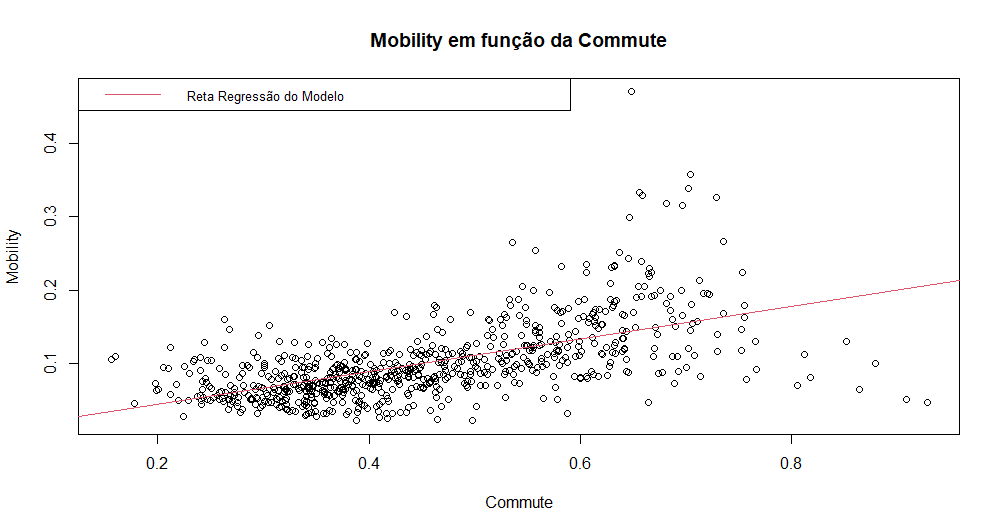 Mobility em função da Commute
Reta Regressão do Modelo
Mobility
0.4
0.3
0.2
0.1
0.2 0.4 0.6 0.8
Commute